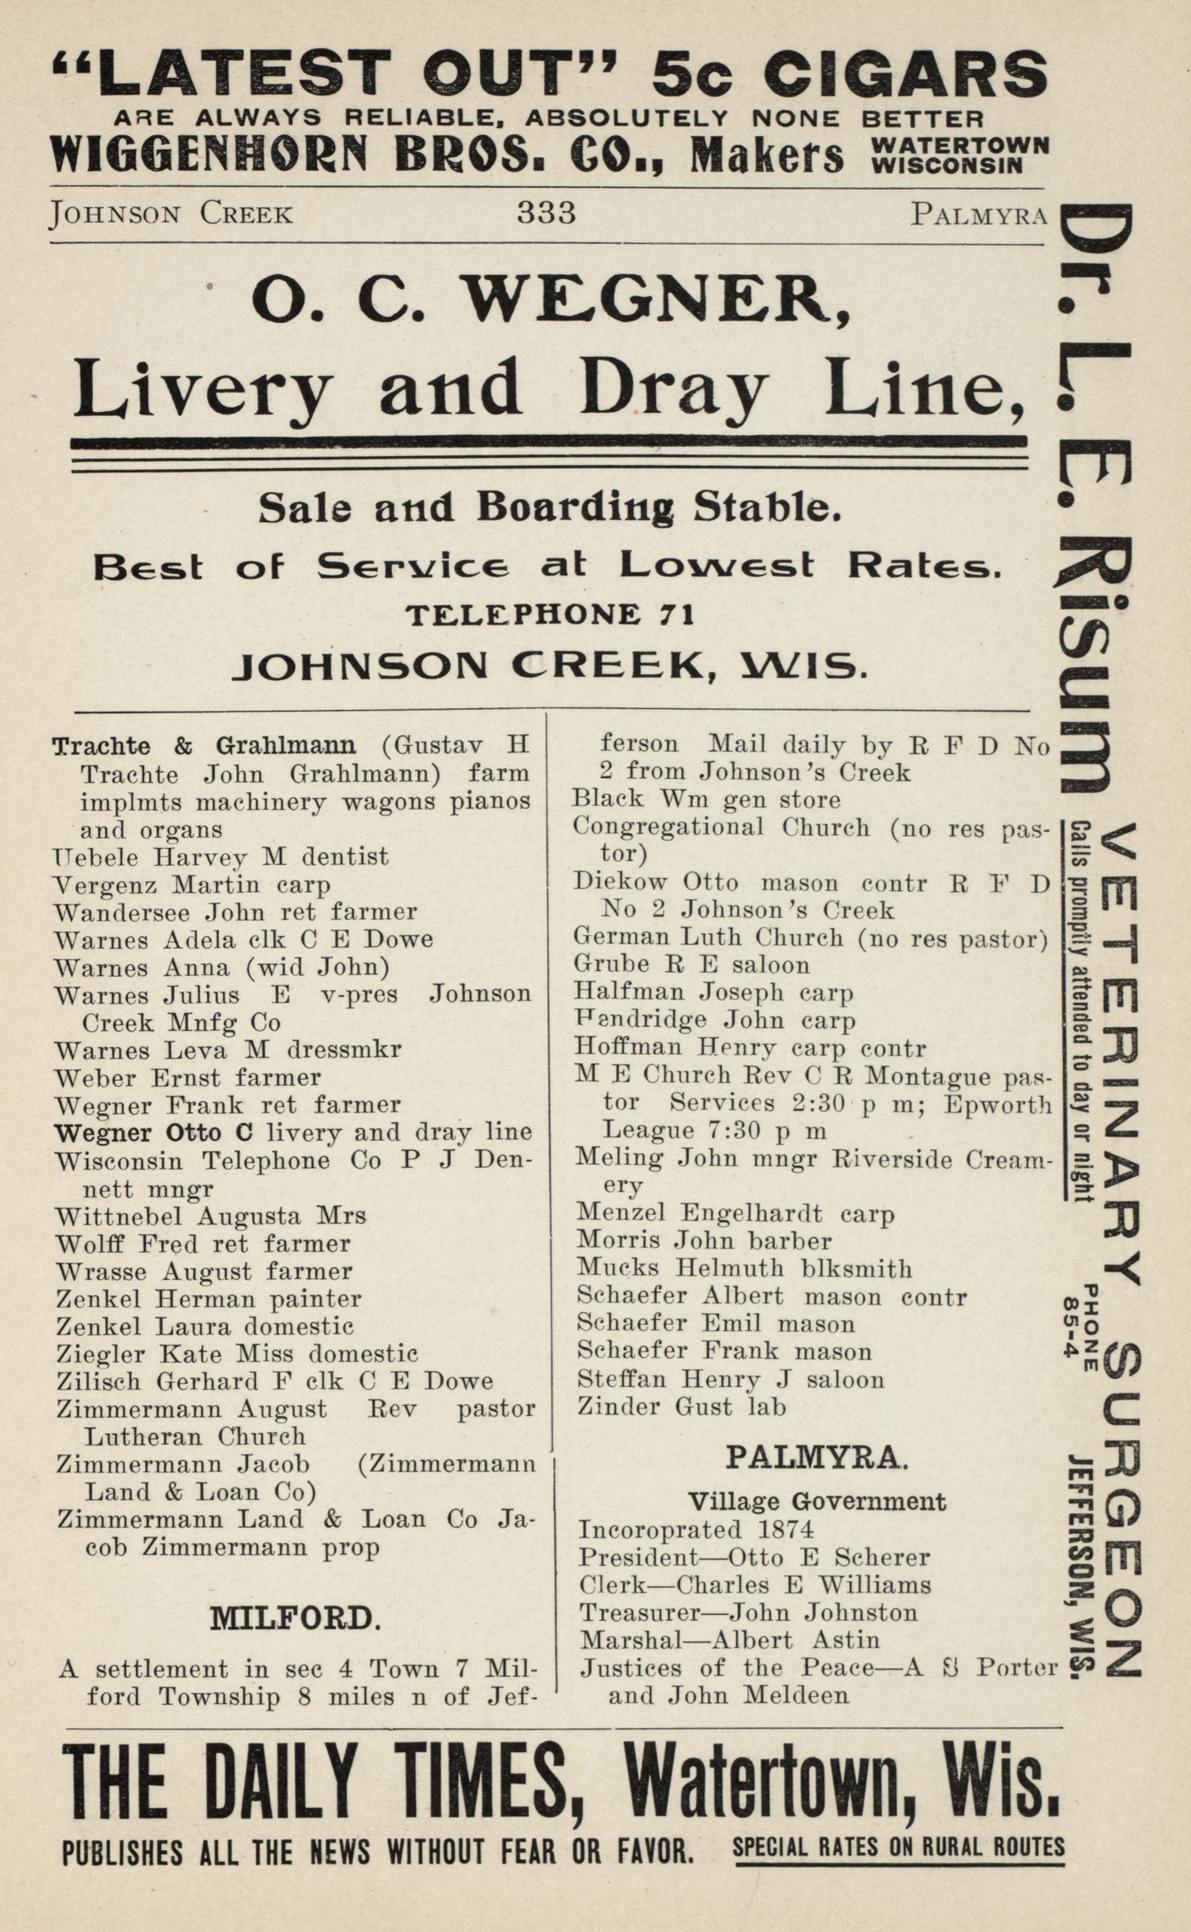 “LATEST OUT” 5c CIGARS
ARE ALWAYS RELIABLE, ABSOLUTELY NONE BETTER
WIGGENHORN BROS. CO., Makers WATERTOWN WISCONSIN
JOHNSON CREEK 333 PALMYRA
O. C. WEGNER,
Livery and Dray Line,
Sale and Boarding Stable.
Best of Service at Lowest Rates.
TELEPHONE 71
JOHNSON CREEK, WIS.
Trachte & Grahlmann (Gustav H
Trachte John Grahlmann) farm
implmts machinery wagons pianos
and organs
Uebele Harvey M dentist
Vergenz Martin carp
Wandersee John ret farmer
Warnes Adela clk C E Dowe
Warnes Anna (wid John)
Warnes Julius E v-pres Johnson
Creek Mnfg Co
Warnes Leva M dressmkr
Weber Ernst farmer
Wegner Frank ret farmer
Wegner Otto C livery and dray line
Wisconsin Telephone Co P J Den-
nett mngr
Wittnebel Augusta Mrs
Wolff Fred ret farmer
Wrasse August farmer
Zenkel Herman painter
Zenkel Laura domestic
Ziegler Kate Miss domestic
Zilisch Gerhard F clk C E Dowe
Zimmermann August Rev pastor
Lutheran Church
Zimmermann Jacob (Zimmermann
Land & Loan Co)
Zimmermann Land & Loan Co Ja-
cob Zimmermann prop
MILFORD.
A settlement in sec 4 Town 7 Mil-
ford Township 8 miles n of Jef-
ferson Mail daily by R F D No
2 from Johnson's Creek
Black Wm gen store
Congregational Church (no res pas-
tor)
Diekow Otto mason contr R F D
No 2 Johnson's Creek
German Luth Church (no res pastor)
Grube R E saloon
Halfman Joseph carp
Hendridge John carp
Hoffman Henry carp contr
M E Church Rev C R Montague pas-
tor Services 2:30 p m; Epworth
League 7:30 p m
Meling John mngr Riverside Cream-
ery
Menzel Engelhardt carp
Morris John barber
Mucks Helmuth blksmith
Schaefer Albert mason contr
Schaefer Emil mason
Schaefer Frank mason
Steffan Henry J saloon
Zinder Gust lab
PALMYRA.
Village Government
Incoroprated 1874
President—Otto E Scherer
Clerk—Charles E Williams
Treasurer—John Johnston
Marshal—Albert Astin
Justices of the Peace—A S Porter
and John Meldeen
Dr. L. E. Risum VETERINARY SURGEON
Calls promptly attended to day or night
PHONE
85-4
JEFFERSON, WIS.
THE DAILY TIMES, Watertown, Wis.
PUBLISHES ALL THE NEWS WITHOUT FEAR OR FAVOR. SPECIAL RATES ON RURAL ROUTES